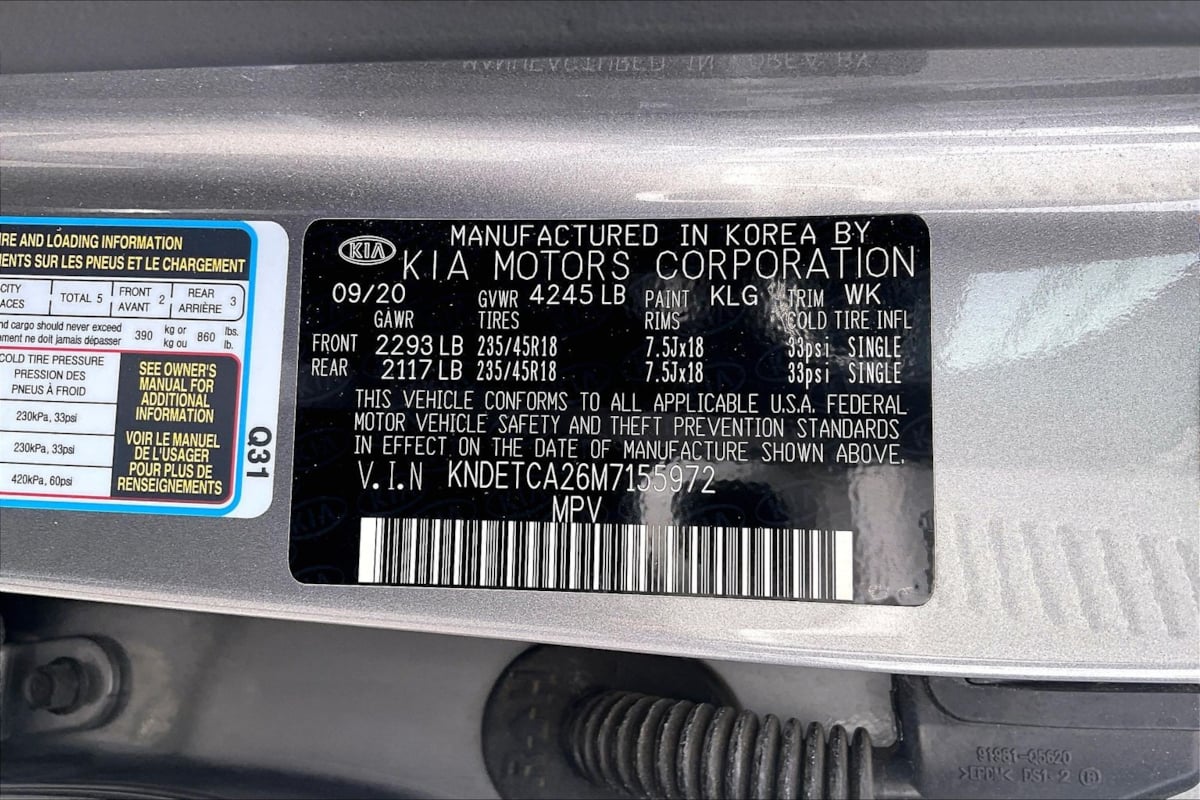 MANUFACTURED IN KOREA BY
KIA KIA MOTORS CORPORATION
09/20 GVWR 4245 LB PAINT KLG TRIM WK
GAWR TIRES RIMS COLD TIRE INFL
FRONT 2293 LB 235/45R18 7.5Jx18 33psi SINGLE
REAR 2117 LB 235/45R18 7.5Jx18 33psi SINGLE
THIS VEHICLE CONFORMS TO ALL APPLICABLE U.S.A. FEDERAL
MOTOR VEHICLE SAFETY AND THEFT PREVENTION STANDARDS
IN EFFECT ON THE DATE OF MANUFACTURE SHOWN ABOVE.
V.I.N KNDETCA26M7155972
MPV
AND LOADING INFORMATION
SUR LES PNEUS ET LE CHARGEMENT
TOTAL 5 FRONT 2 REAR 3
AVANT ARRIÈRE
and cargo should never exceed 390 kg or 860 lbs.
ne doit jamais dépasser kg ou lb.
COLD TIRE PRESSURE
PRESSION DES
PNEUS À FROID
230kPa, 33psi
230kPa, 33psi
420kPa, 60psi
SEE OWNER'S
MANUAL FOR
ADDITIONAL
INFORMATION
VOIR LE MANUEL
DE L'USAGER
POUR PLUS DE
RENSEIGNEMENTS
Q31
91981-Q5620
>EPDM< DS1-2